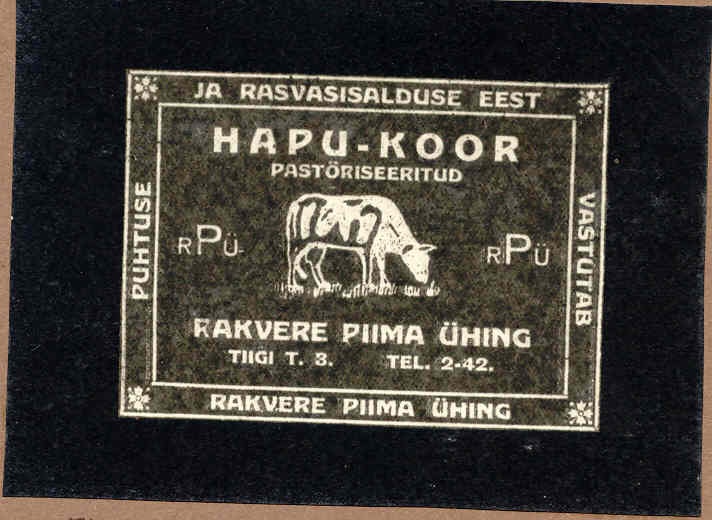 PUHTUSE
JA RASVASISALDUSE EEST
VASTUTAB
HAPU-KOOR
PASTÖRISEERITUD
RPÜ-
RPÜ
RAKVERE PIIMA ÜHING
TIIGI T. 3. TEL. 2-42.
RAKVERE PIIMA ÜHING